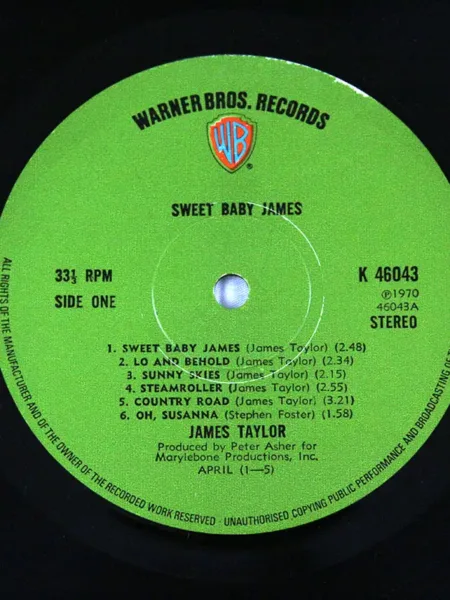 WARNER BROS. RECORDS
WB
®
SWEET BABY JAMES
33⅓ RPM
SIDE ONE
K 46043
℗1970
46043A
STEREO
1. SWEET BABY JAMES (James Taylor) (2.48)
2. LO AND BEHOLD (James Taylor) (2.34)
3. SUNNY SKIES (James Taylor) (2.15)
4. STEAMROLLER (James Taylor) (2.55)
5. COUNTRY ROAD (James Taylor) (3.21)
6. OH, SUSANNA (Stephen Foster) (1.58)
JAMES TAYLOR
Produced by Peter Asher for
Marylebone Productions, Inc.
APRIL (1—5)
ALL RIGHTS OF THE MANUFACTURER AND OF THE OWNER OF THE RECORDED WORK RESERVED · UNAUTHORISED COPYING PUBLIC PERFORMANCE AND BROADCASTING OF